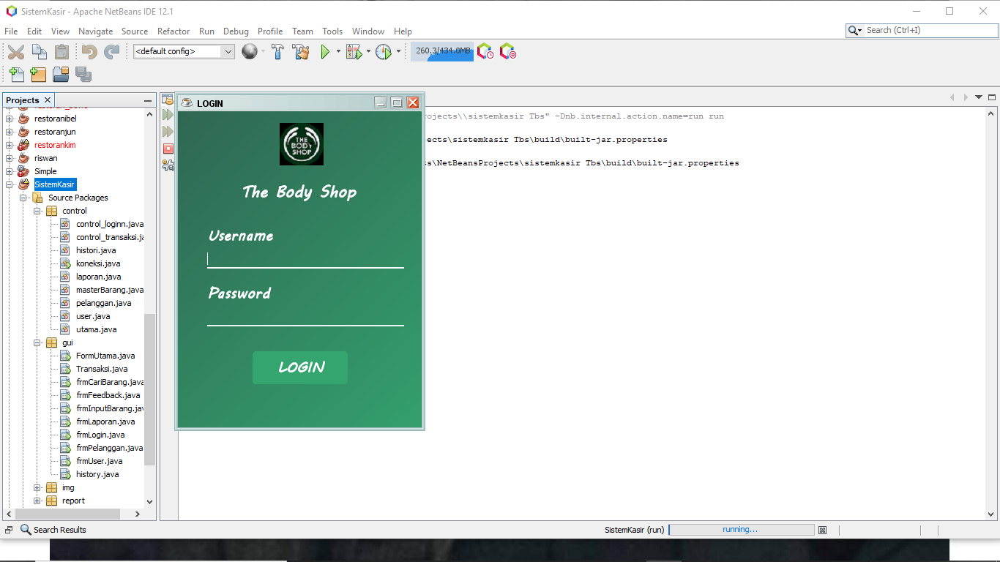 SistemKasir - Apache NetBeans IDE 12.1
File Edit View Navigate Source Refactor Run Debug Profile Team Tools Window Help
Search (Ctrl+I)
<default config>
260.3/434.0MB
Projects
restoranibel
restoranjun
restorankim
riswan
Simple
SistemKasir
Source Packages
control
control_loginn.java
control_transaksi.ja
histori.java
koneksi.java
laporan.java
masterBarang.java
pelanggan.java
user.java
utama.java
gui
FormUtama.java
Transaksi.java
frmCariBarang.java
frmFeedback.java
frmInputBarang.java
frmLaporan.java
frmLogin.java
frmPelanggan.java
frmUser.java
history.java
img
report
LOGIN
THE
BODY
SHOP
The Body Shop
Username
Password
LOGIN
ojects\\sistemkasir Tbs" -Dnb.internal.action.name=run run
ects\sistemkasir Tbs\build\built-jar.properties
s\NetBeansProjects\sistemkasir Tbs\build\built-jar.properties
Search Results
SistemKasir (run)
running...